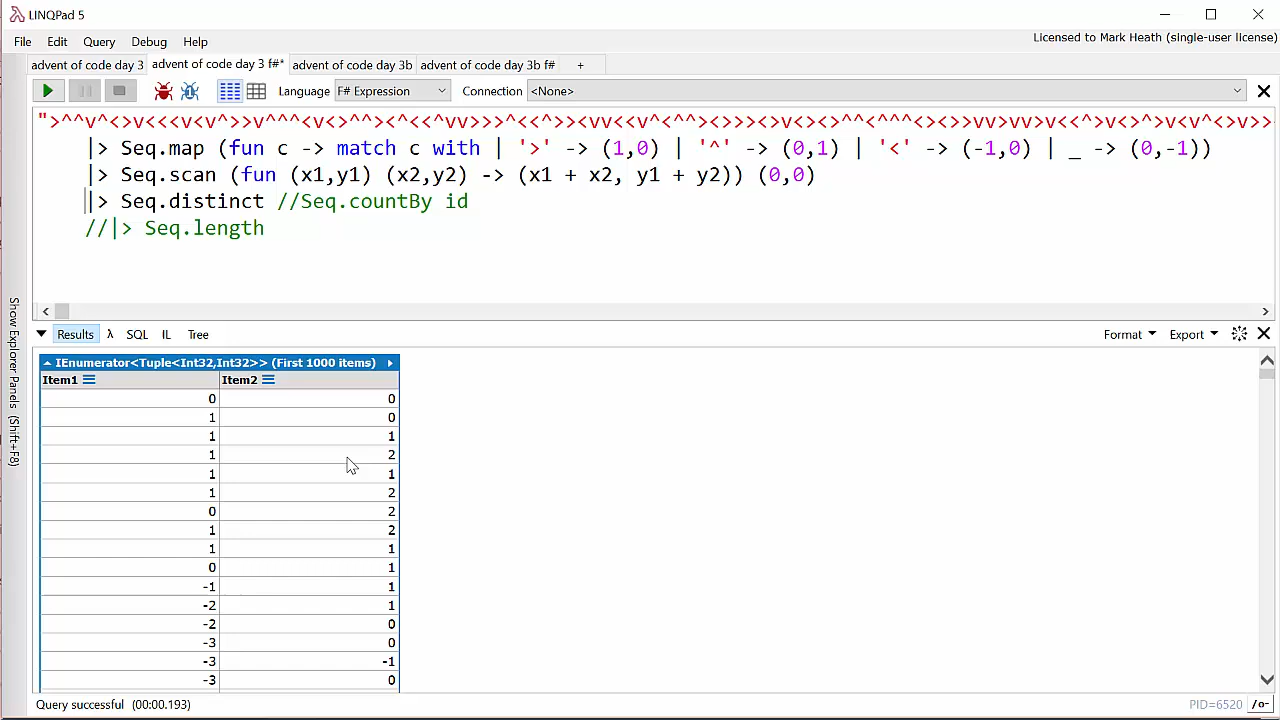 LINQPad 5
File Edit Query Debug Help
Licensed to Mark Heath (single-user license)
advent of code day 3 advent of code day 3 f#* advent of code day 3b advent of code day 3b f# +
Language F# Expression Connection <None>
|> Seq.map (fun c -> match c with | '>' -> (1,0) | '^' -> (0,1) | '<' -> (-1,0) | _ -> (0,-1))
|> Seq.scan (fun (x1,y1) (x2,y2) -> (x1 + x2, y1 + y2)) (0,0)
|> Seq.distinct //Seq.countBy id
//|> Seq.length
Show Explorer Panels (Shift+F8)
Results λ SQL IL Tree
Format Export
IEnumerator<Tuple<Int32,Int32>> (First 1000 items)
Item1 Item2
0 0
1 0
1 1
1 2
1 1
1 2
0 2
1 2
1 1
0 1
-1 1
-2 1
-2 0
-3 0
-3 -1
-3 0
Query successful (00:00.193)
PID=6520 /o-